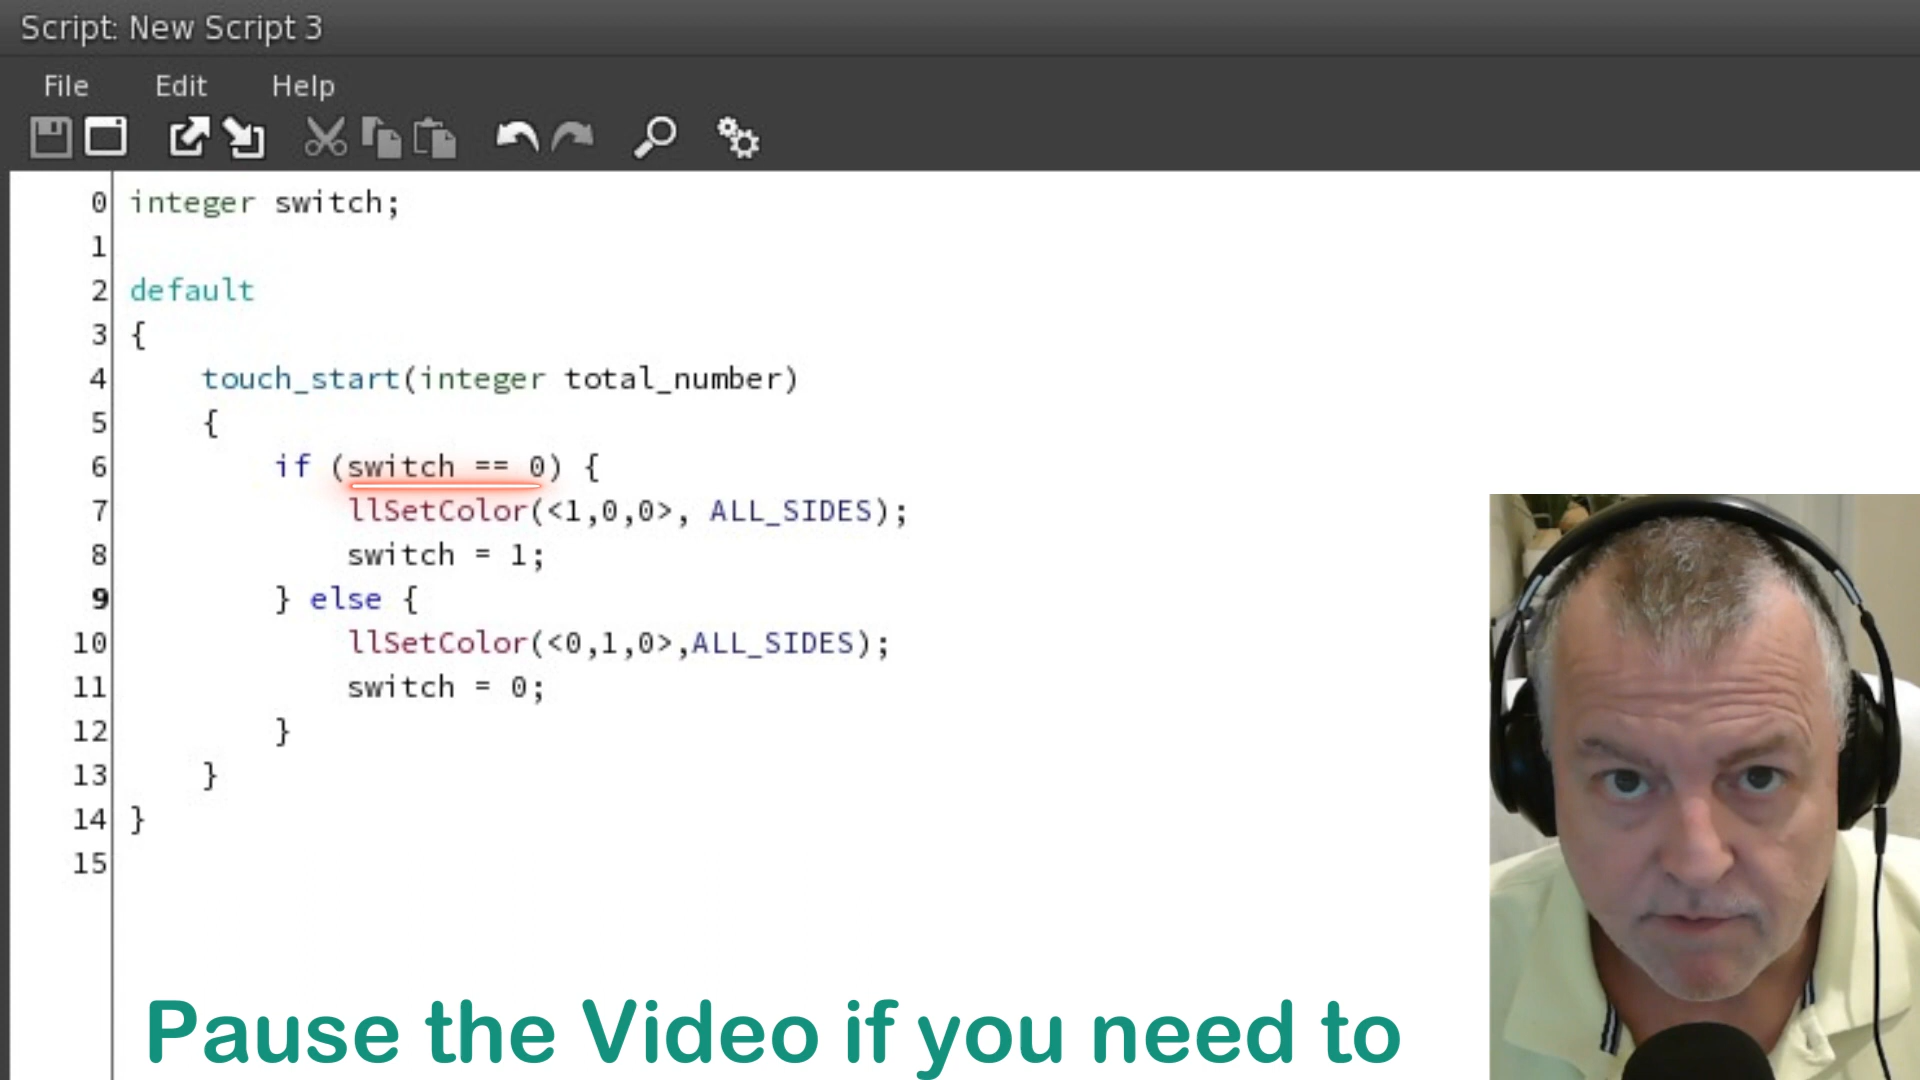 Script: New Script 3
File Edit Help
0 integer switch;
1
2 default
3 {
4     touch_start(integer total_number)
5     {
6         if (switch == 0) {
7             llSetColor(<1,0,0>, ALL_SIDES);
8             switch = 1;
9         } else {
10             llSetColor(<0,1,0>,ALL_SIDES);
11             switch = 0;
12         }
13     }
14 }
15
Pause the Video if you need to